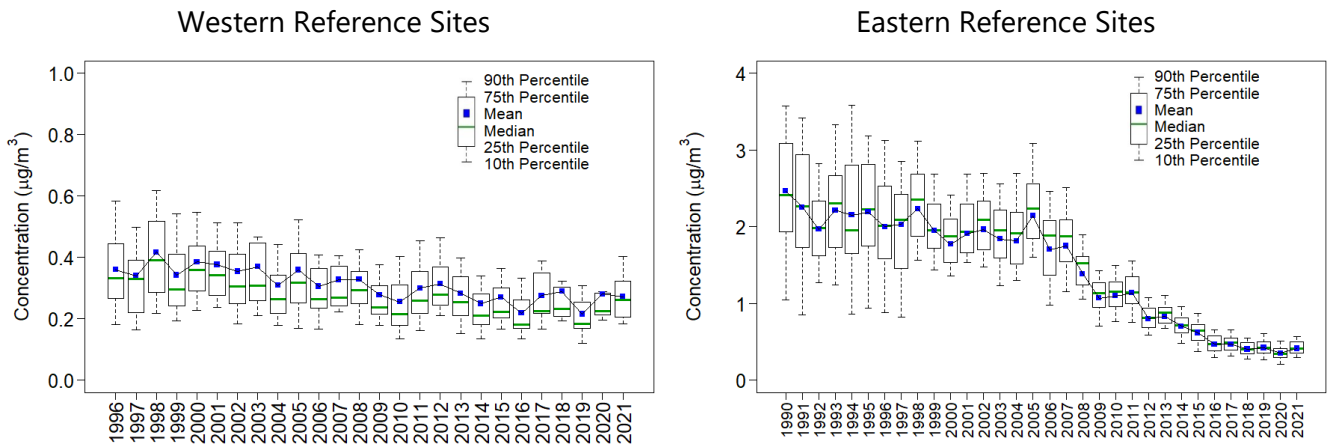 Western Reference Sites
1.0
0.8
0.6
0.4
0.2
0.0
Concentration (µg/m³)
90th Percentile
75th Percentile
Mean
Median
25th Percentile
10th Percentile
1996 1997 1998 1999 2000 2001 2002 2003 2004 2005 2006 2007 2008 2009 2010 2011 2012 2013 2014 2015 2016 2017 2018 2019 2020 2021
Eastern Reference Sites
4
3
2
1
0
Concentration (µg/m³)
90th Percentile
75th Percentile
Mean
Median
25th Percentile
10th Percentile
1990 1991 1992 1993 1994 1995 1996 1997 1998 1999 2000 2001 2002 2003 2004 2005 2006 2007 2008 2009 2010 2011 2012 2013 2014 2015 2016 2017 2018 2019 2020 2021